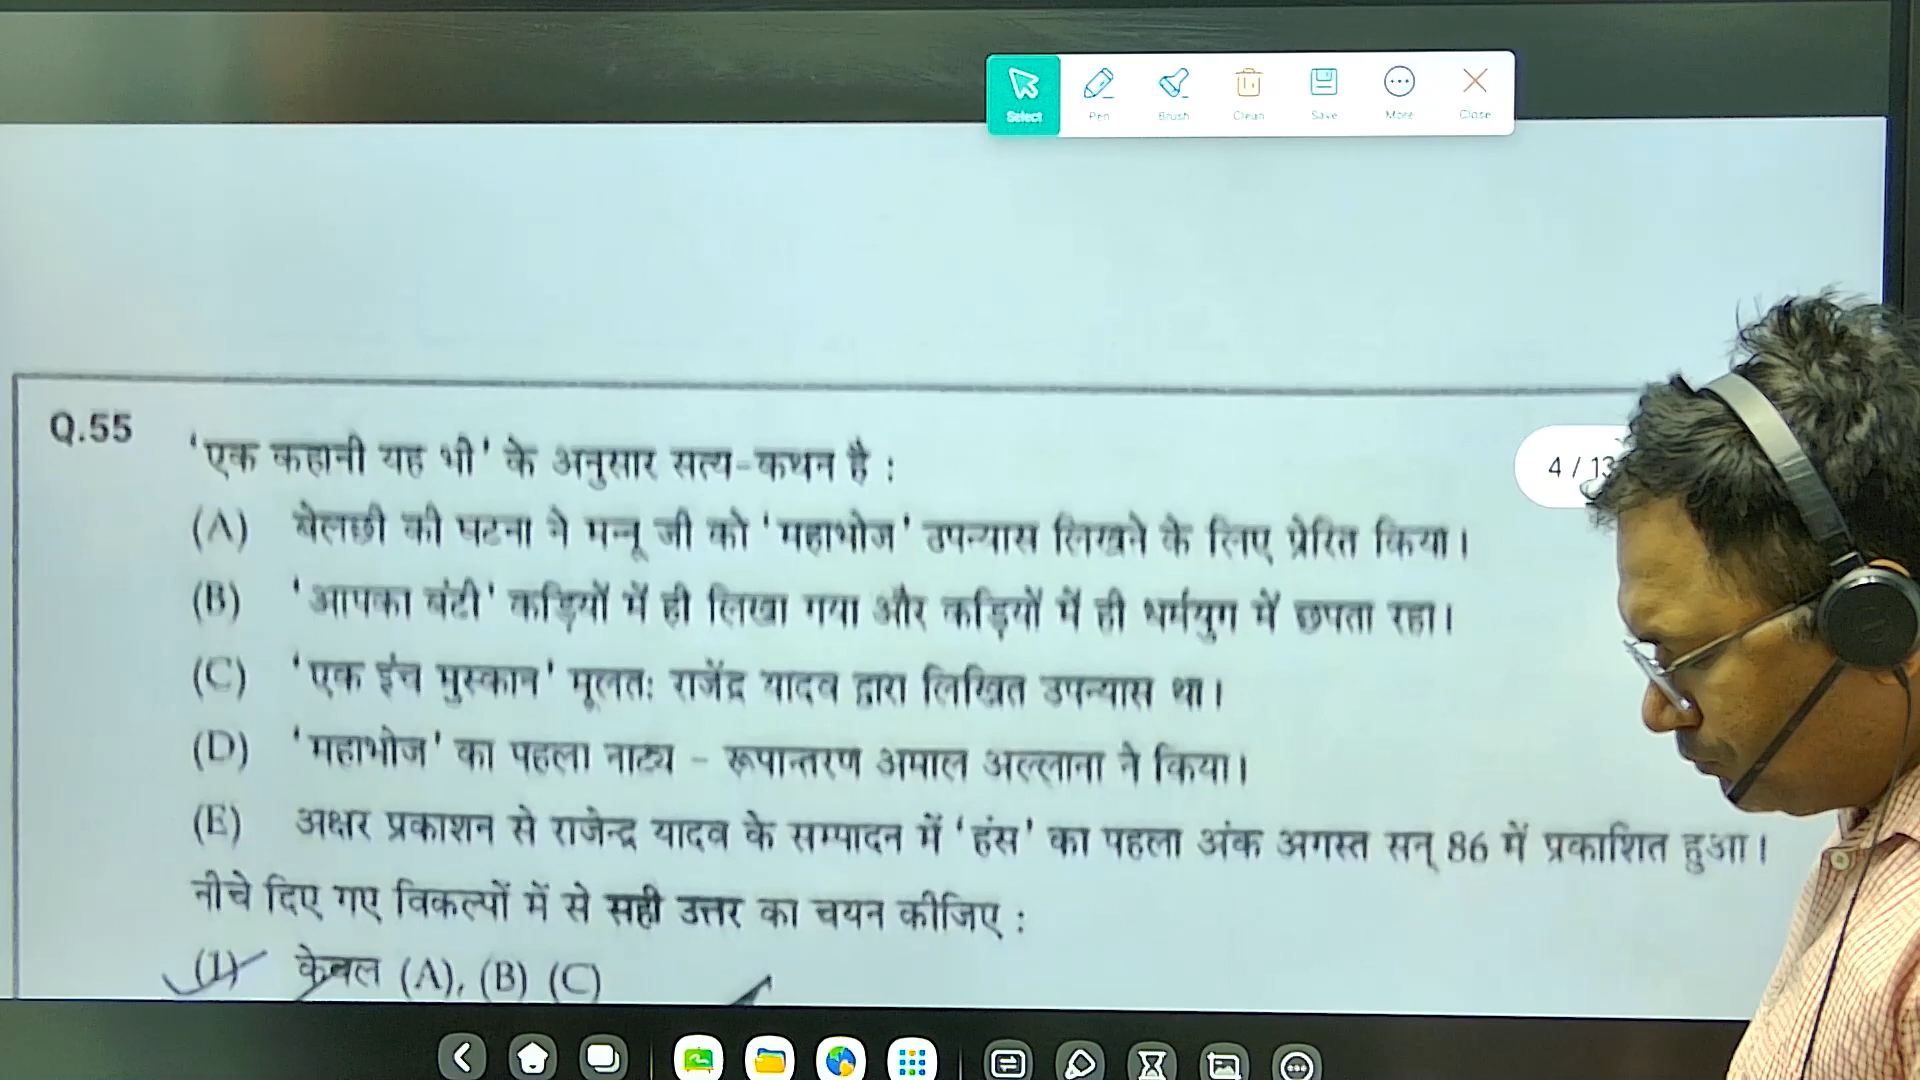 Select Pen Brush Clean Save More Close
Q.55 'एक कहानी यह भी' के अनुसार सत्य-कथन है :
4 / 13
(A) बेलछी की घटना ने मन्नू जी को 'महाभोज' उपन्यास लिखने के लिए प्रेरित किया।
(B) 'आपका बंटी' कड़ियों में ही लिखा गया और कड़ियों में ही धर्मयुग में छपता रहा।
(C) 'एक इंच मुस्कान' मूलतः राजेंद्र यादव द्वारा लिखित उपन्यास था।
(D) 'महाभोज' का पहला नाट्य - रूपान्तरण अमाल अल्लाना ने किया।
(E) अक्षर प्रकाशन से राजेन्द्र यादव के सम्पादन में 'हंस' का पहला अंक अगस्त सन् 86 में प्रकाशित हुआ।
नीचे दिए गए विकल्पों में से सही उत्तर का चयन कीजिए :
(1) केवल (A), (B) (C)